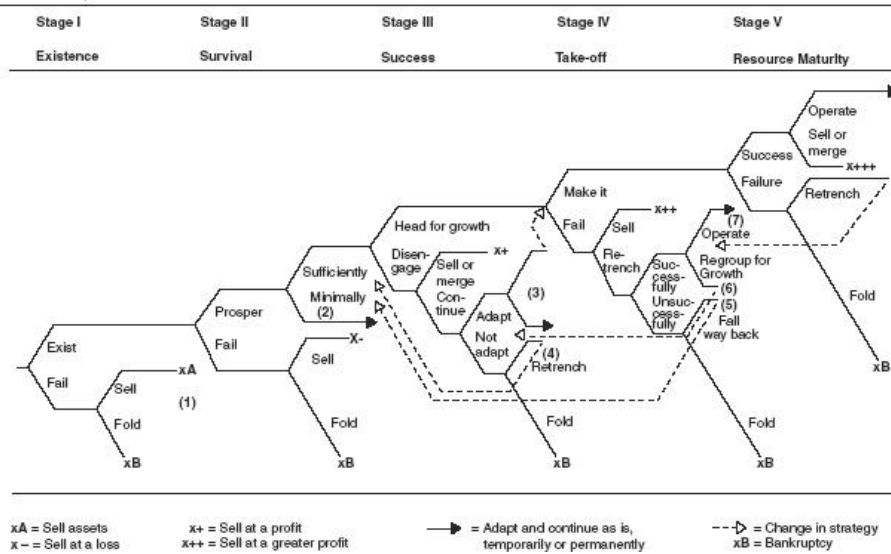 Stage I Stage II Stage III Stage IV Stage V
Existence Survival Success Take-off Resource Maturity
Operate
Sell or
merge
x+++
Success
Failure
Retrench
Make it
Fail
Sell
x++
(7)
Operate
Re-
trench
Regroup for
Growth
Suc-
cess-
fully
(6)
Unsuc-
cess-
fully
(5)
Fall
way back
Fold
xB
Fold
xB
Head for growth
Disen-
gage
Sell or
merge
x+
Con-
tinue
(3)
Adapt
Not
adapt
(4)
Retrench
Fold
xB
Sufficiently
Minimally
(2)
Prosper
Fail
Sell
X-
Fold
xB
Exist
Fail
Sell
xA
(1)
Fold
xB
xA = Sell assets x+ = Sell at a profit = Adapt and continue as is, = Change in strategy
x – = Sell at a loss x++ = Sell at a greater profit temporarily or permanently xB = Bankruptcy